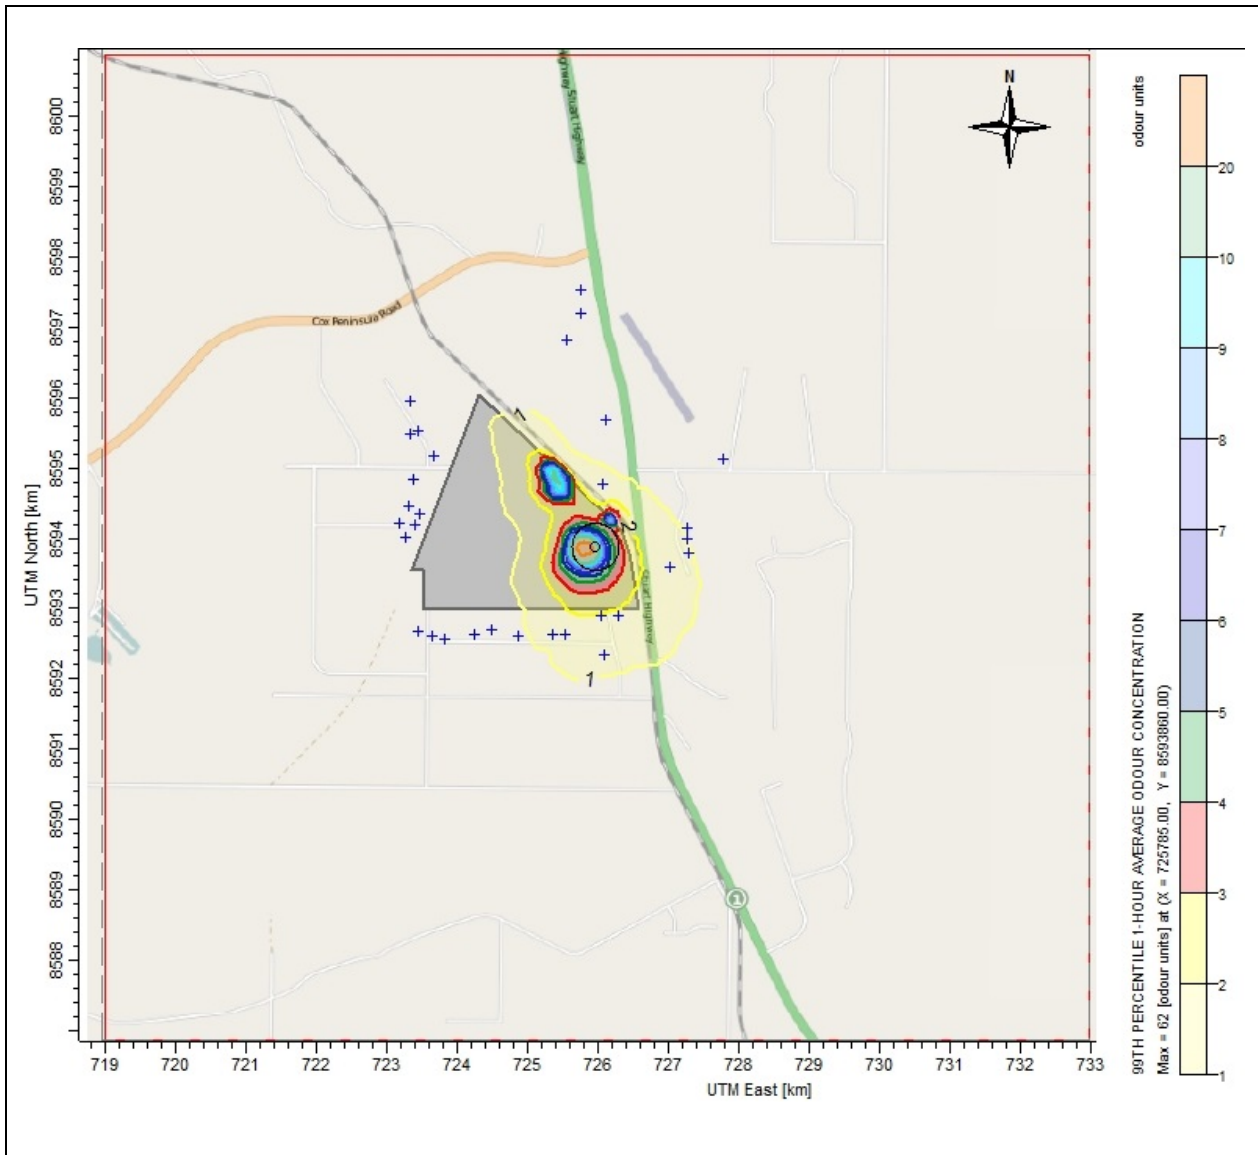 N
odour units
20
10
9
8
7
6
5
4
3
2
1
99TH PERCENTILE 1-HOUR AVERAGE ODOUR CONCENTRATION
Max = 62 [odour units] at (X = 725785.00, Y = 8593860.00)
UTM North [km]
8600
8599
8598
8597
8596
8595
8594
8593
8592
8591
8590
8589
8588
Stuart Highway
Cox Peninsula Road
1
2
Stuart Highway
1
1
719 720 721 722 723 724 725 726 727 728 729 730 731 732 733
UTM East [km]